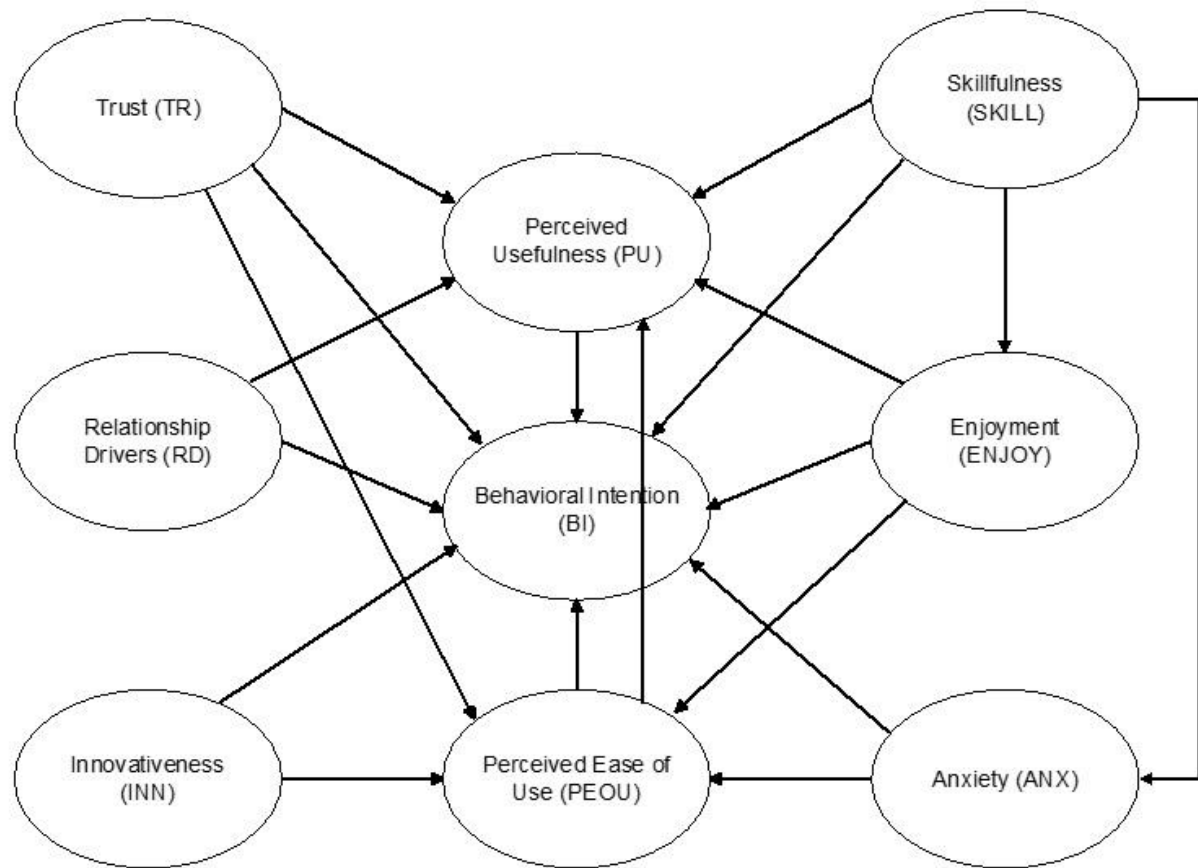 Trust (TR)
Skillfulness
(SKILL)
Perceived
Usefulness (PU)
Relationship
Drivers (RD)
Enjoyment
(ENJOY)
Behavioral Intention
(BI)
Innovativeness
(INN)
Perceived Ease of
Use (PEOU)
Anxiety (ANX)